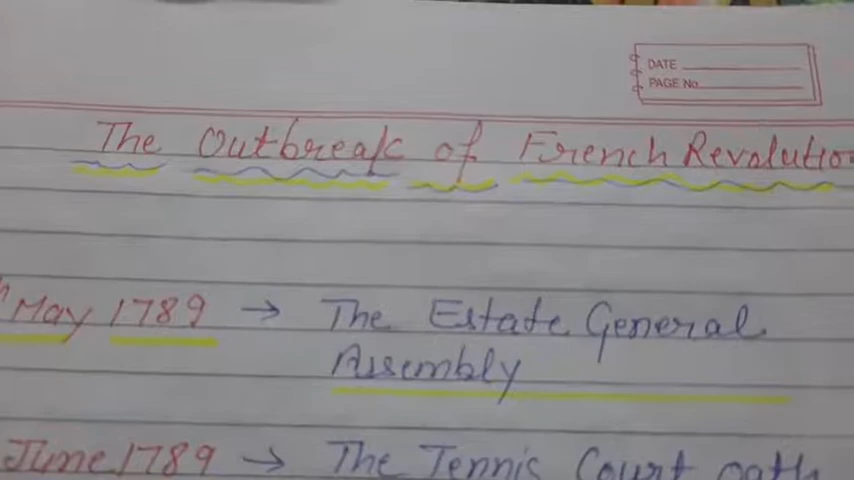 DATE
PAGE No
The Outbreak of French Revolutio
May 1789 → The Estate General
Assembly
June 1789 → The Tennis Court oath